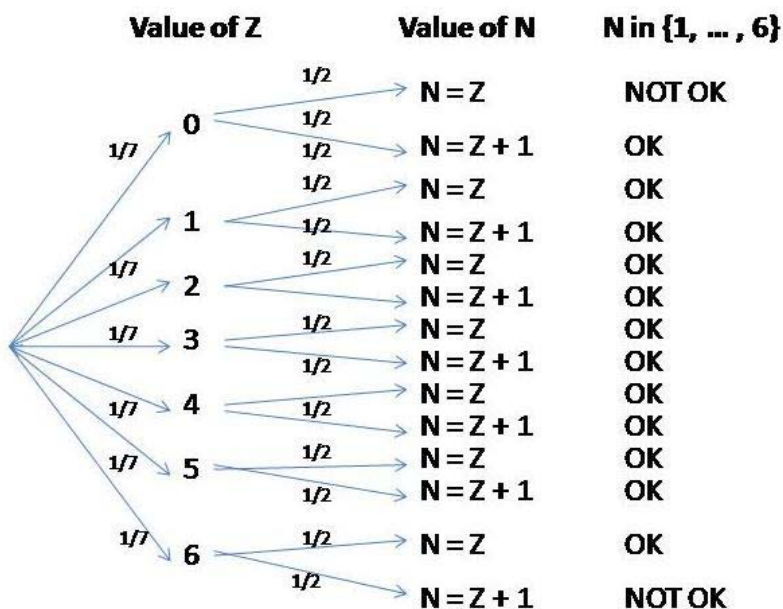 Value of Z Value of N N in {1, ... , 6}
1/2 N = Z NOT OK
0 1/2
1/7 1/2 N = Z + 1 OK
1/2 N = Z OK
1 1/2 N = Z + 1 OK
1/7 1/2 N = Z OK
2 N = Z + 1 OK
1/7 3 1/2 N = Z OK
1/2 N = Z + 1 OK
N = Z OK
1/7 4 1/2 N = Z + 1 OK
1/7 5 1/2 N = Z OK
1/2 N = Z + 1 OK
1/7 6 1/2 N = Z OK
1/2 N = Z + 1 NOT OK